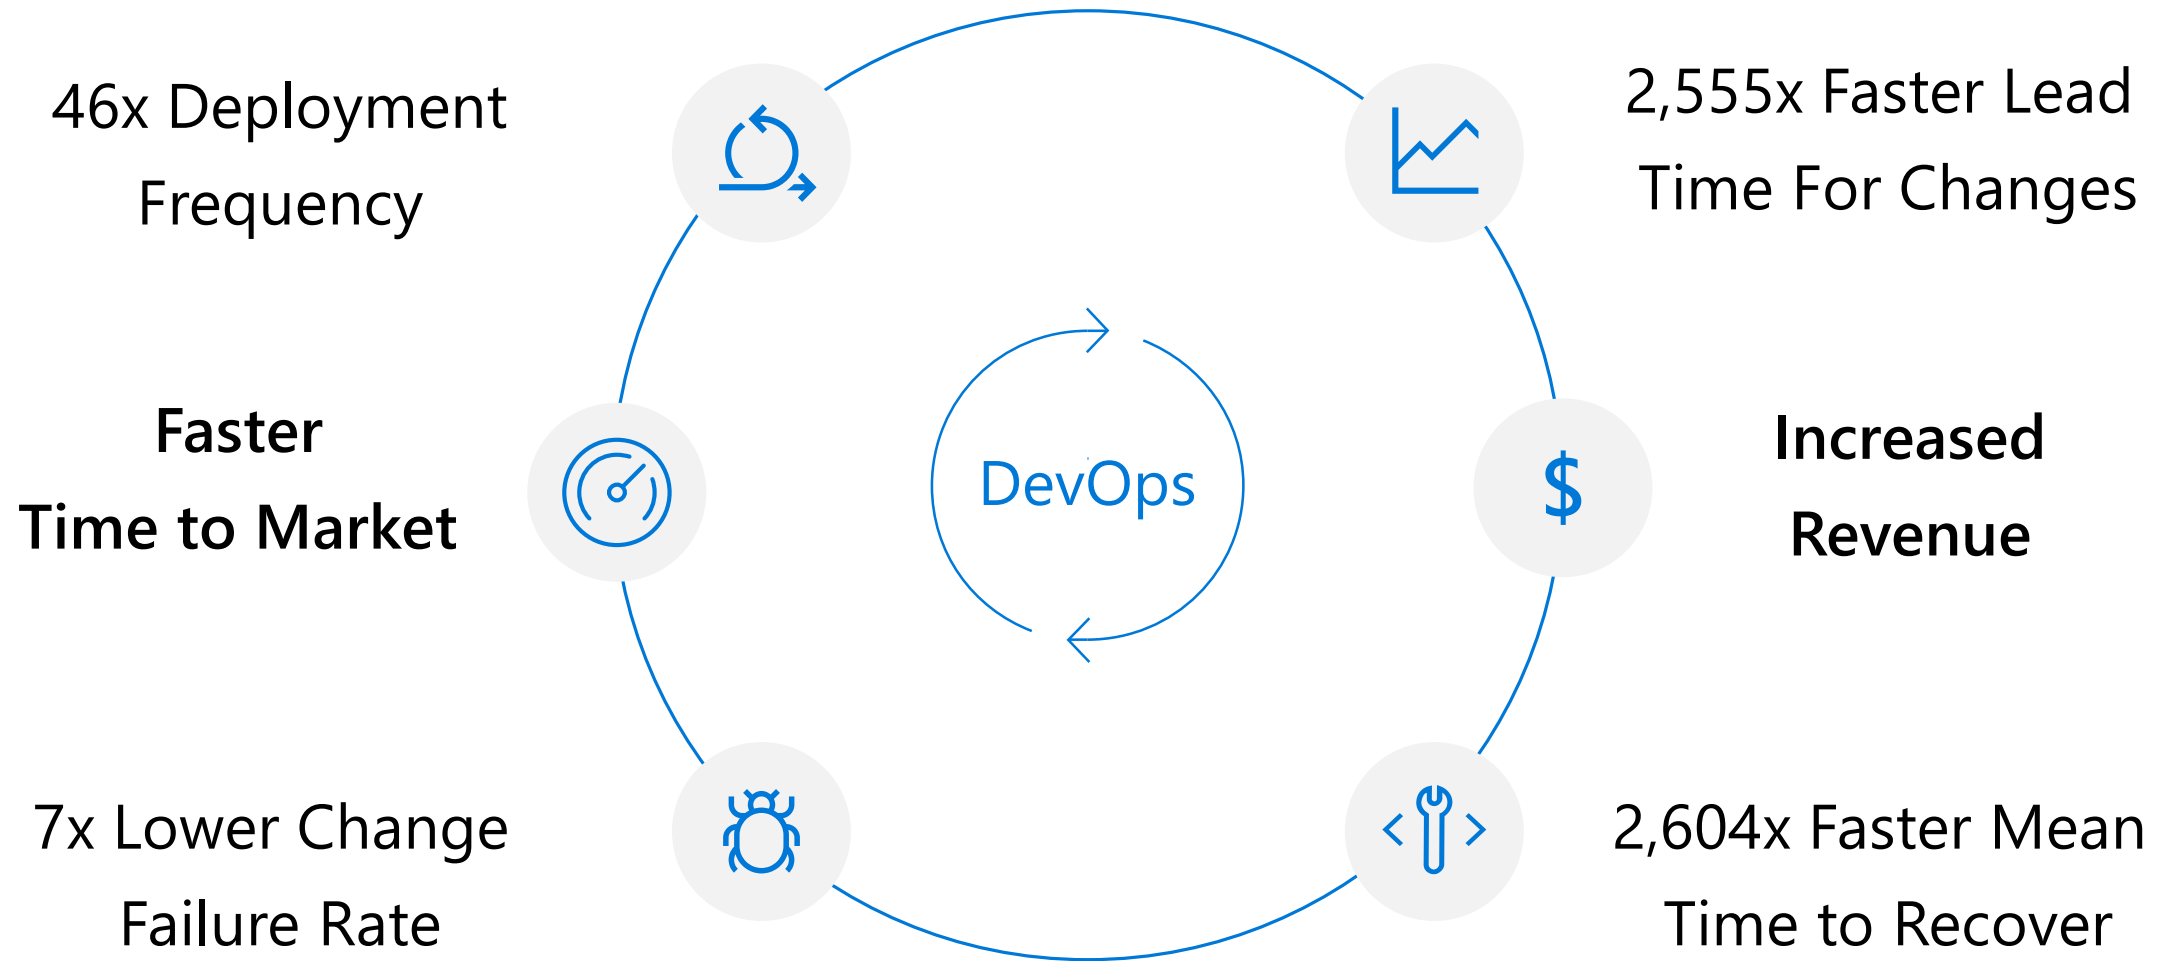 46x Deployment
Frequency
2,555x Faster Lead
Time For Changes
Faster
Time to Market
DevOps
$
Increased
Revenue
7x Lower Change
Failure Rate
2,604x Faster Mean
Time to Recover